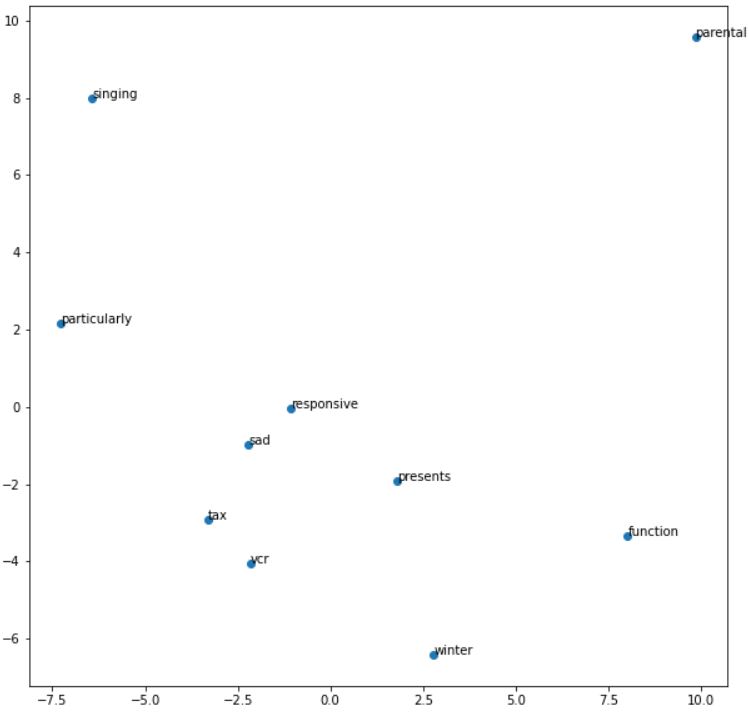 10
parental
singing
8
6
4
particularly
2
responsive
0
sad
presents
−2
tax
function
vcr
−4
winter
−6
−7.5 −5.0 −2.5 0.0 2.5 5.0 7.5 10.0